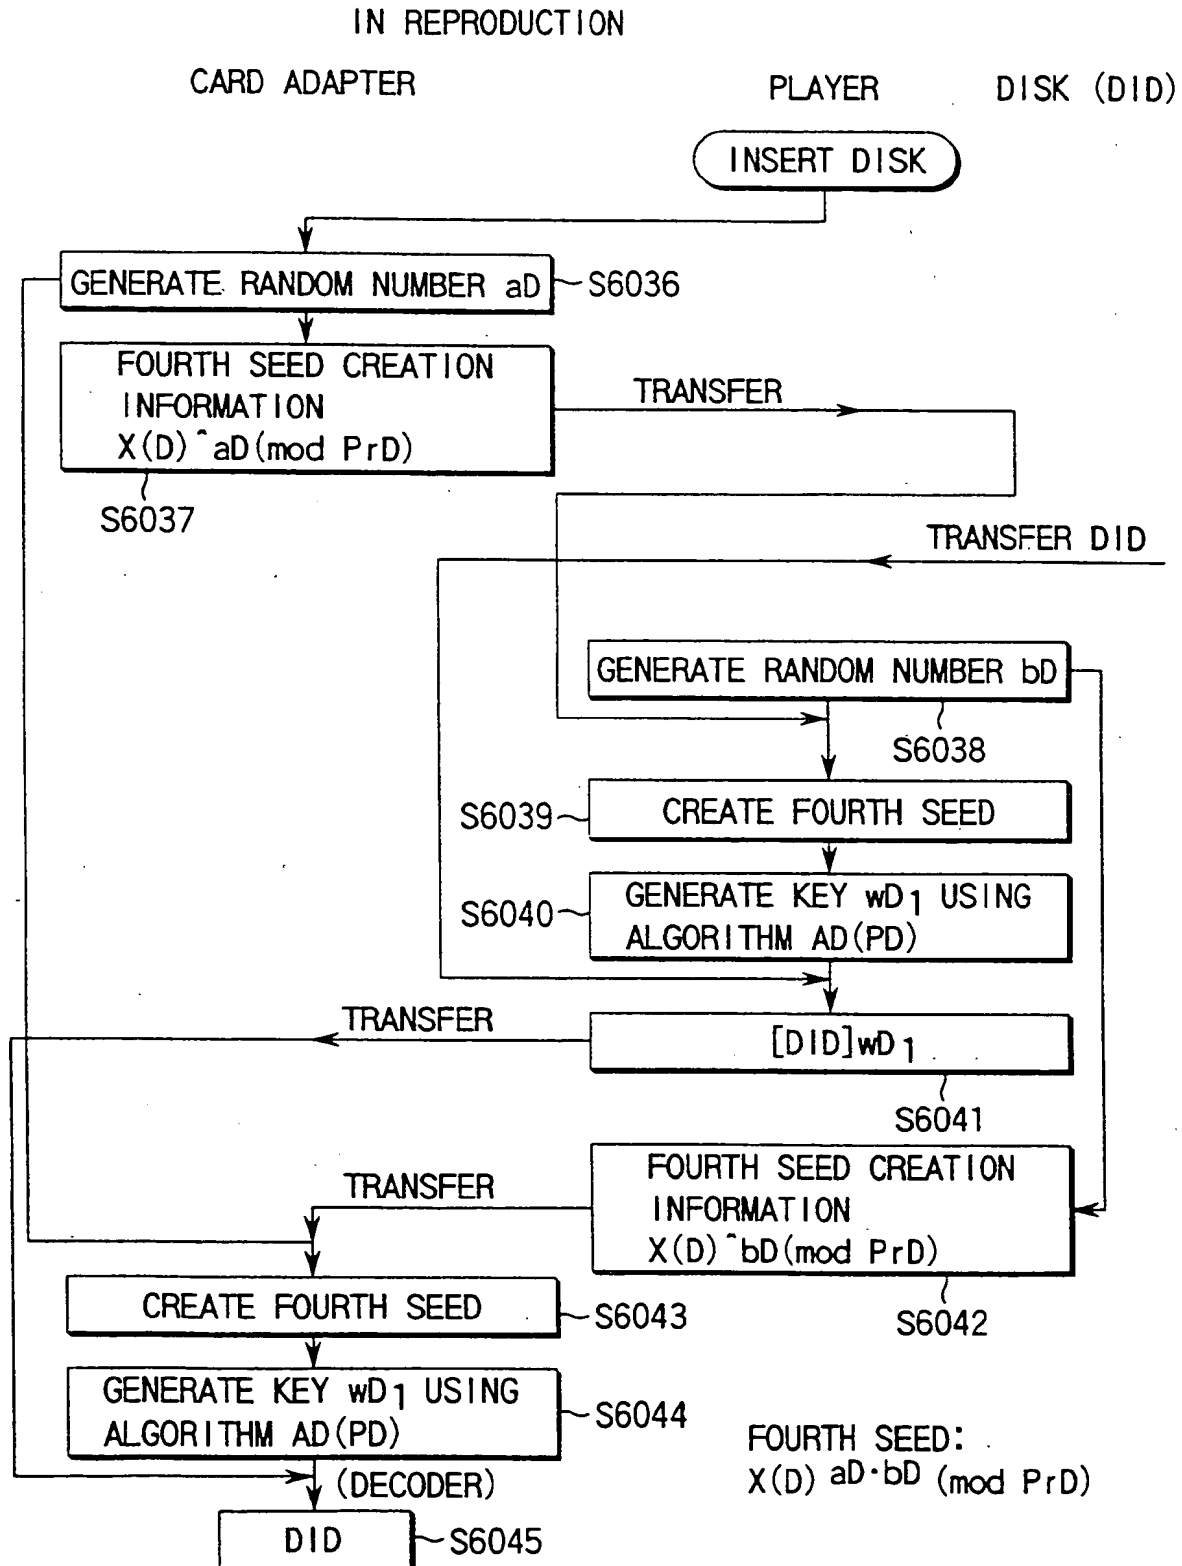 IN REPRODUCTION
CARD ADAPTER
PLAYER
DISK (DID)
INSERT DISK
GENERATE RANDOM NUMBER aD
S6036
FOURTH SEED CREATION
INFORMATION
X(D)^aD(mod PrD)
TRANSFER
S6037
TRANSFER DID
GENERATE RANDOM NUMBER bD
S6038
S6039
CREATE FOURTH SEED
S6040
GENERATE KEY wD1 USING
ALGORITHM AD(PD)
TRANSFER
[DID]wD1
S6041
TRANSFER
FOURTH SEED CREATION
INFORMATION
X(D)^bD(mod PrD)
S6042
CREATE FOURTH SEED
S6043
GENERATE KEY wD1 USING
ALGORITHM AD(PD)
S6044
FOURTH SEED:
X(D) aD·bD (mod PrD)
(DECODER)
DID
S6045